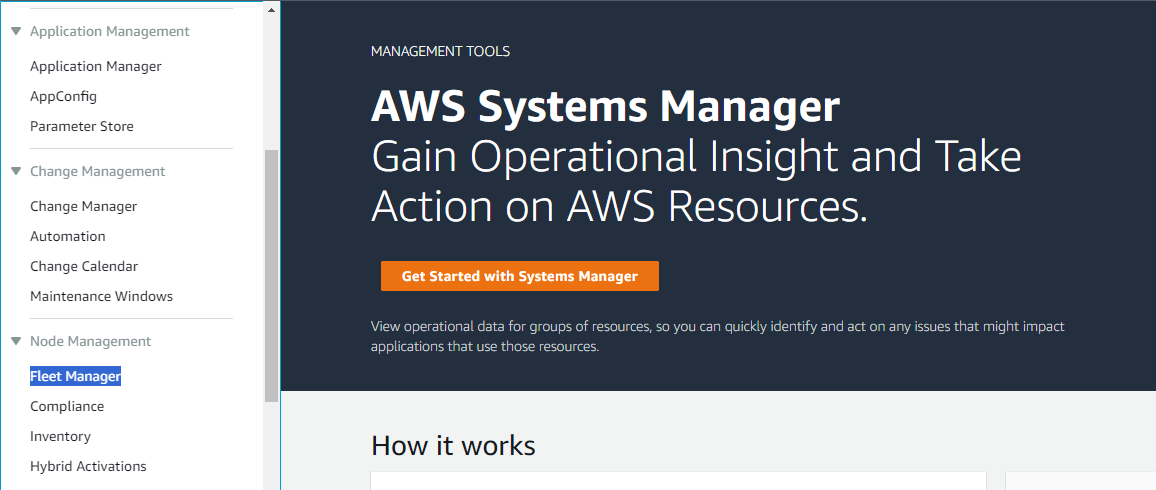 Application Management
Application Manager
AppConfig
Parameter Store
Change Management
Change Manager
Automation
Change Calendar
Maintenance Windows
Node Management
Fleet Manager
Compliance
Inventory
Hybrid Activations
MANAGEMENT TOOLS
AWS Systems Manager
Gain Operational Insight and Take
Action on AWS Resources.
Get Started with Systems Manager
View operational data for groups of resources, so you can quickly identify and act on any issues that might impact
applications that use those resources.
How it works